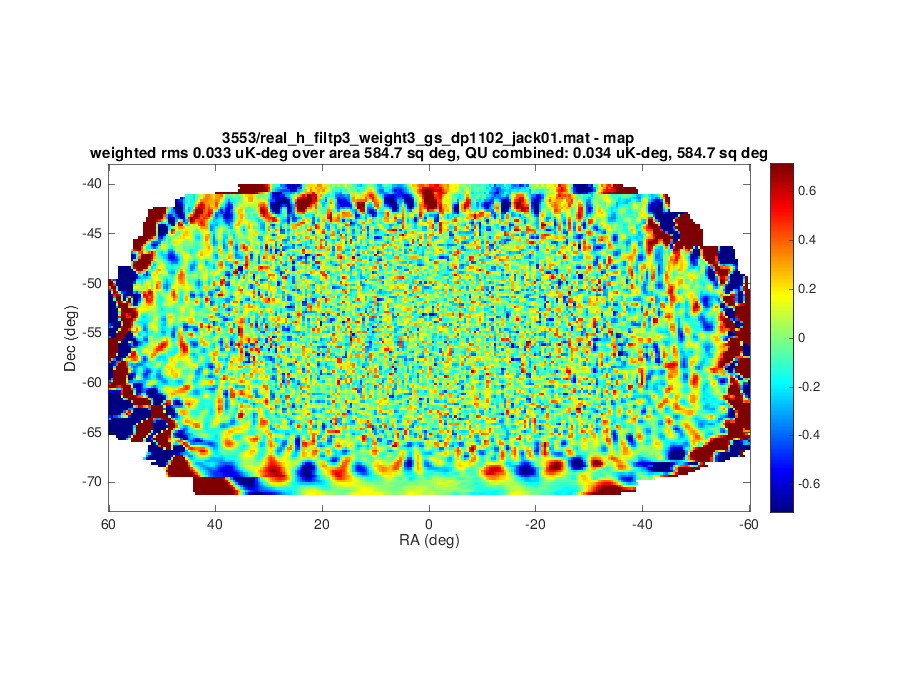 3553/real_h_filtp3_weight3_gs_dp1102_jack01.mat - map
weighted rms 0.033 uK-deg over area 584.7 sq deg, QU combined: 0.034 uK-deg, 584.7 sq deg
-40
-45
-50
-55
-60
-65
-70
Dec (deg)
60 40 20 0 -20 -40 -60
RA (deg)
0.6
0.4
0.2
0
-0.2
-0.4
-0.6